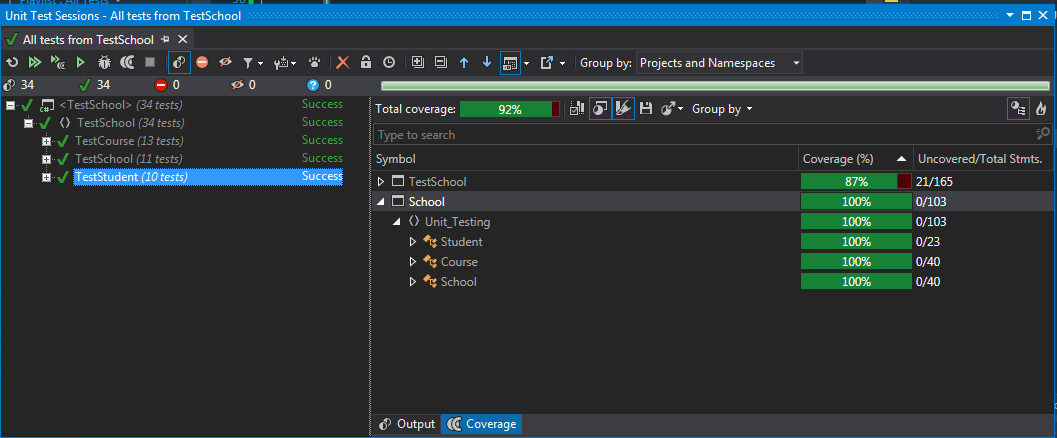 Unit Test Sessions - All tests from TestSchool
All tests from TestSchool
Group by: Projects and Namespaces
34 34 0 0 0
<TestSchool> (34 tests) Success
TestSchool (34 tests) Success
TestCourse (13 tests) Success
TestSchool (11 tests) Success
TestStudent (10 tests) Success
Total coverage: 92% Group by
Type to search
Symbol Coverage (%) Uncovered/Total Stmts.
TestSchool 87% 21/165
School 100% 0/103
Unit_Testing 100% 0/103
Student 100% 0/23
Course 100% 0/40
School 100% 0/40
Output Coverage